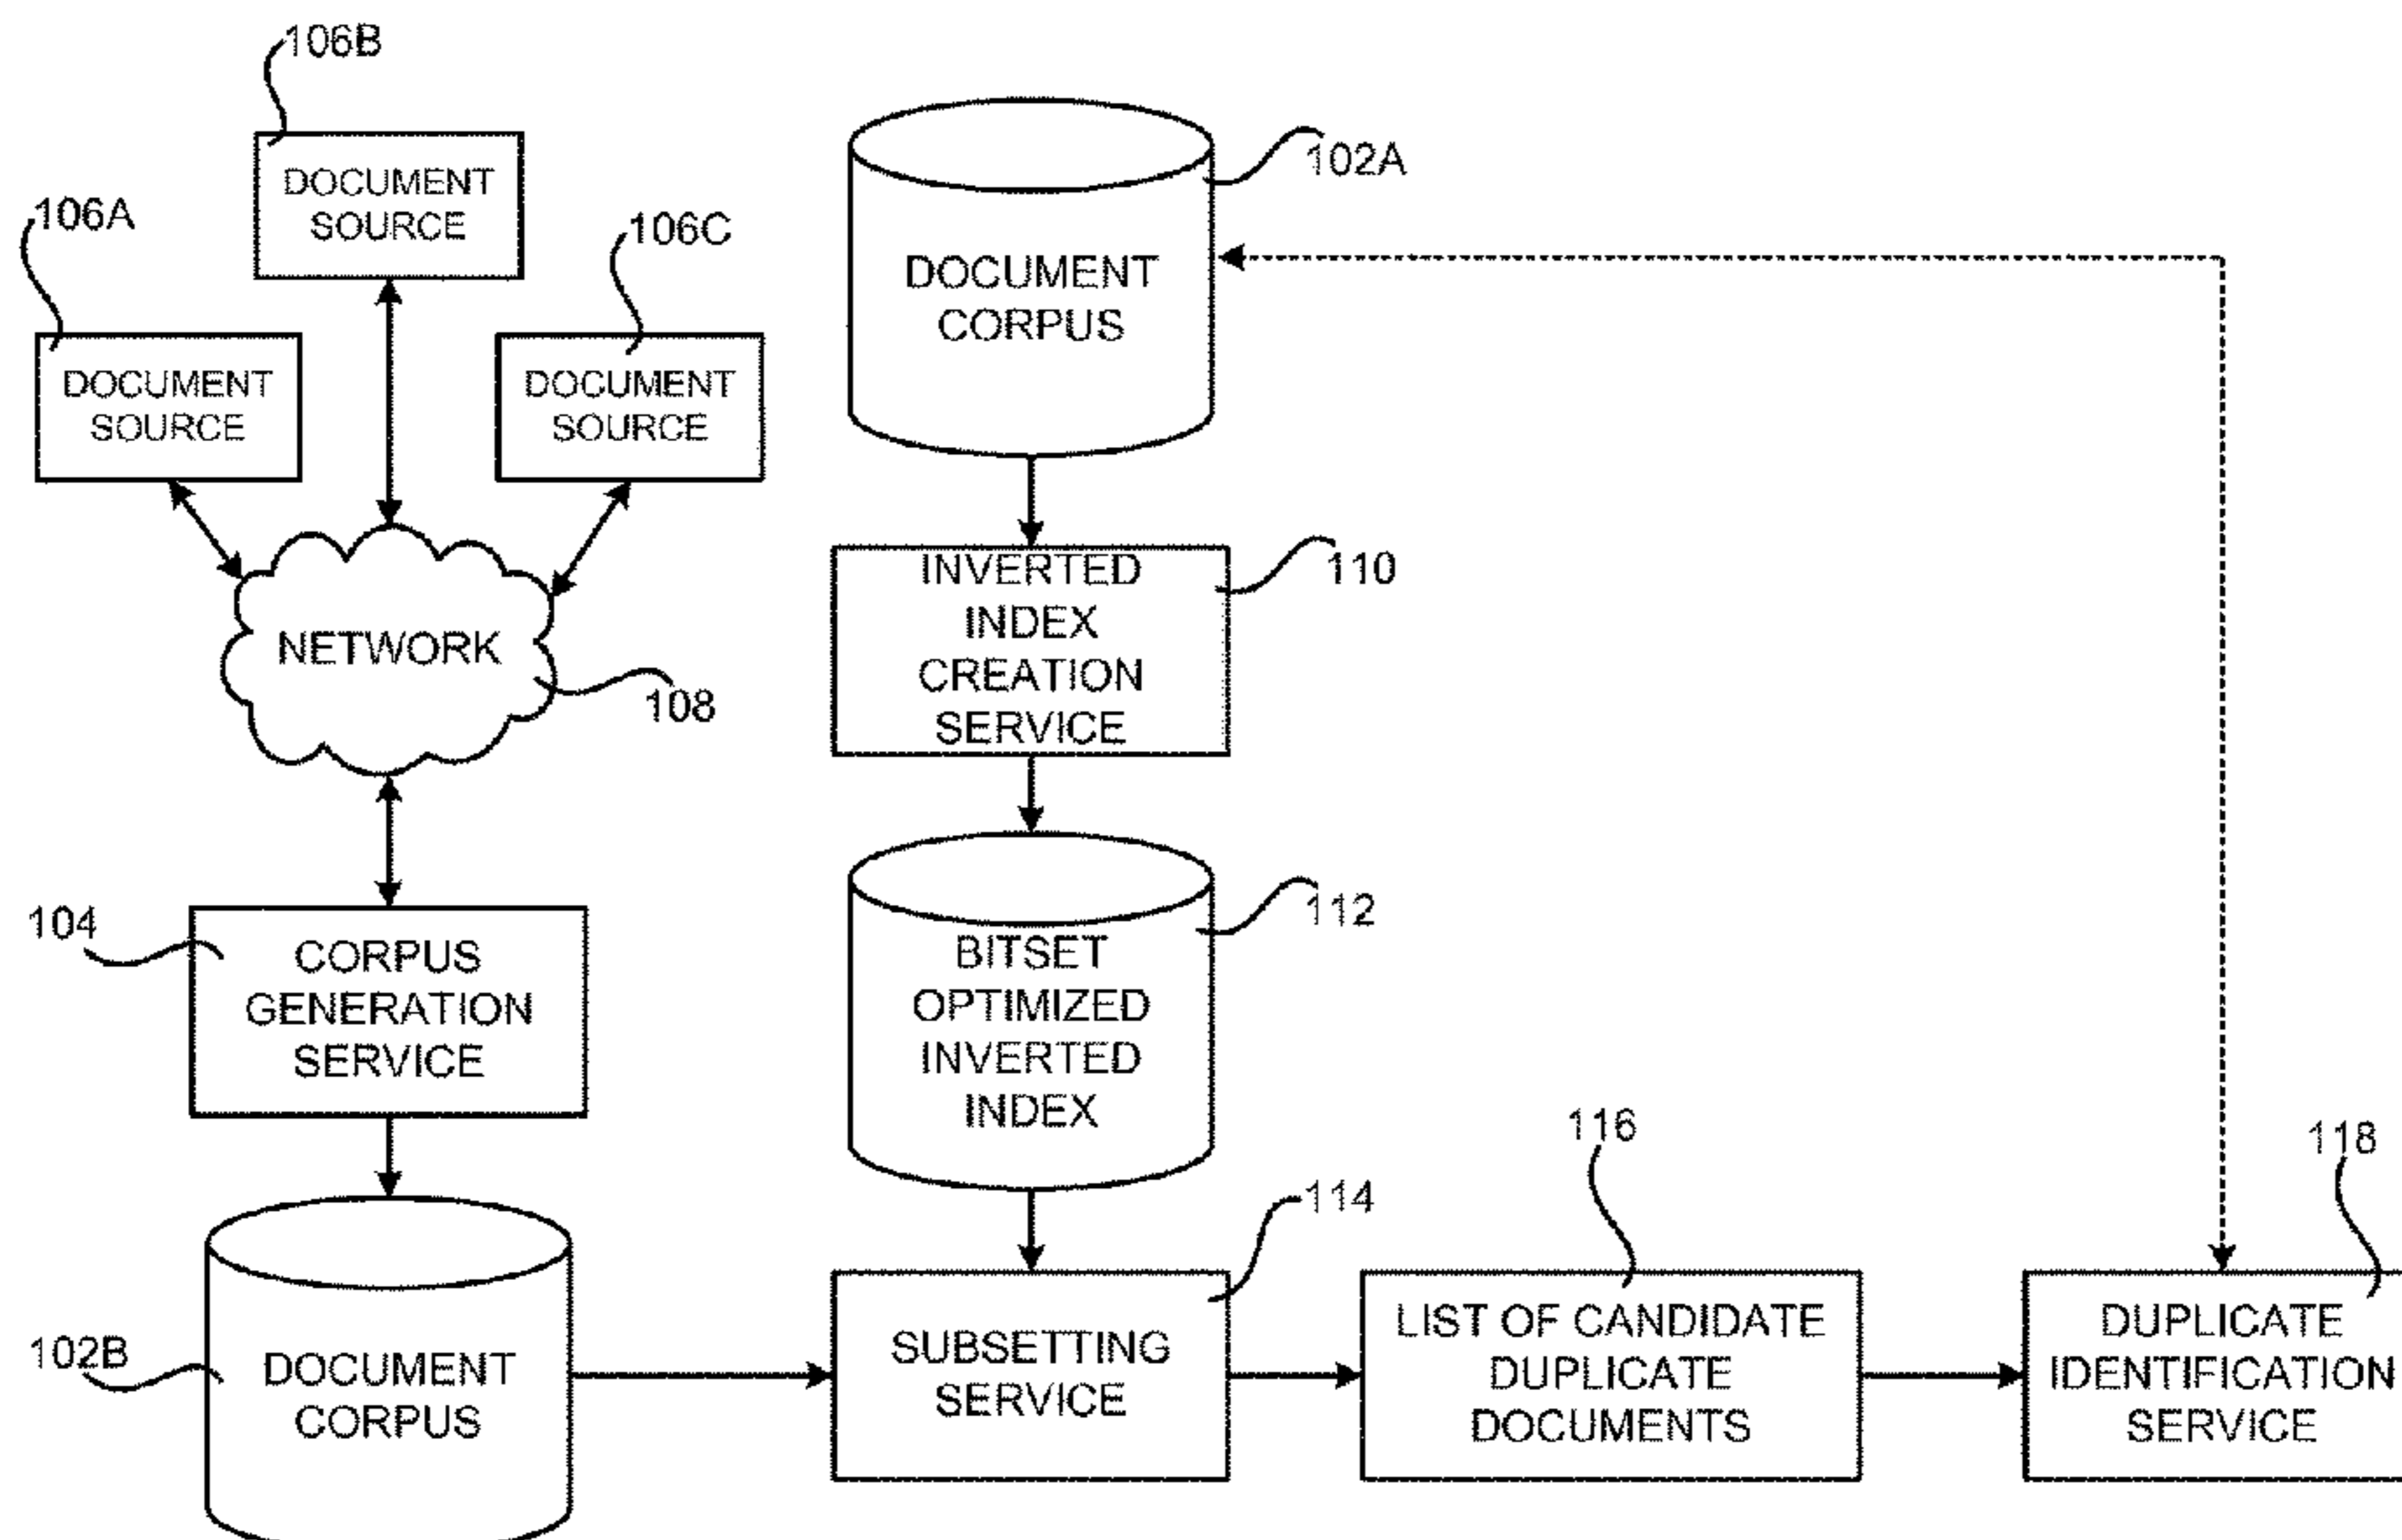 106B
DOCUMENT
SOURCE
106A
DOCUMENT
SOURCE
106C
DOCUMENT
SOURCE
NETWORK
108
104
CORPUS
GENERATION
SERVICE
102B
DOCUMENT
CORPUS
102A
DOCUMENT
CORPUS
INVERTED
INDEX
CREATION
SERVICE
110
112
BITSET
OPTIMIZED
INVERTED
INDEX
114
SUBSETTING
SERVICE
116
LIST OF CANDIDATE
DUPLICATE
DOCUMENTS
118
DUPLICATE
IDENTIFICATION
SERVICE